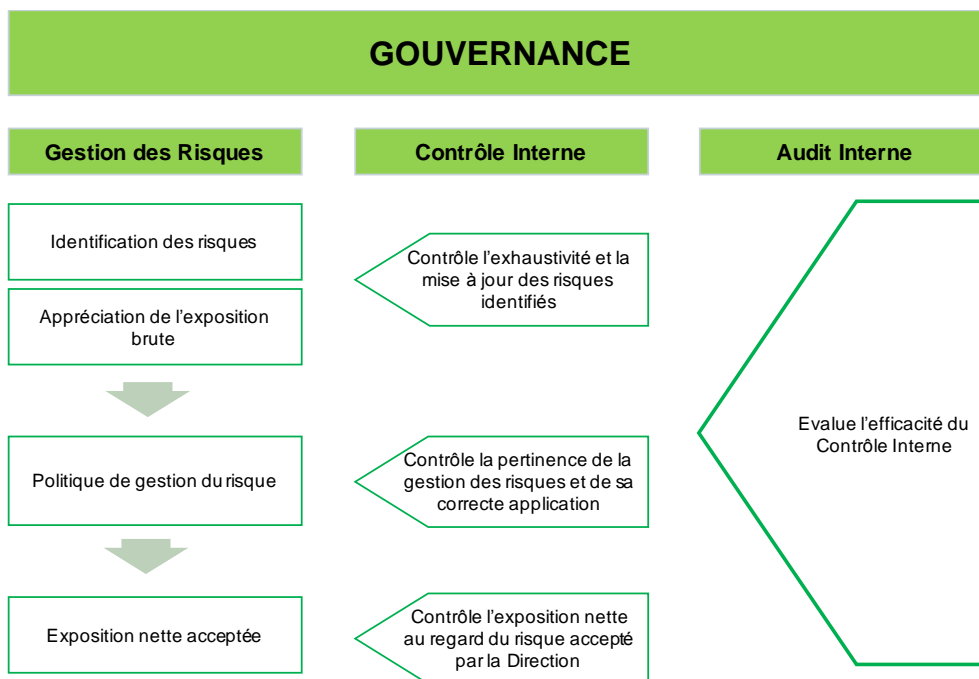 GOUVERNANCE
Gestion des Risques
Contrôle Interne
Audit Interne
Identification des risques
Appréciation de l'exposition
brute
Politique de gestion du risque
Exposition nette acceptée
Contrôle l'exhaustivité et la
mise à jour des risques
identifiés
Contrôle la pertinence de la
gestion des risques et de sa
correcte application
Contrôle l'exposition nette
au regard du risque accepté
par la Direction
Evalue l'efficacité du
Contrôle Interne